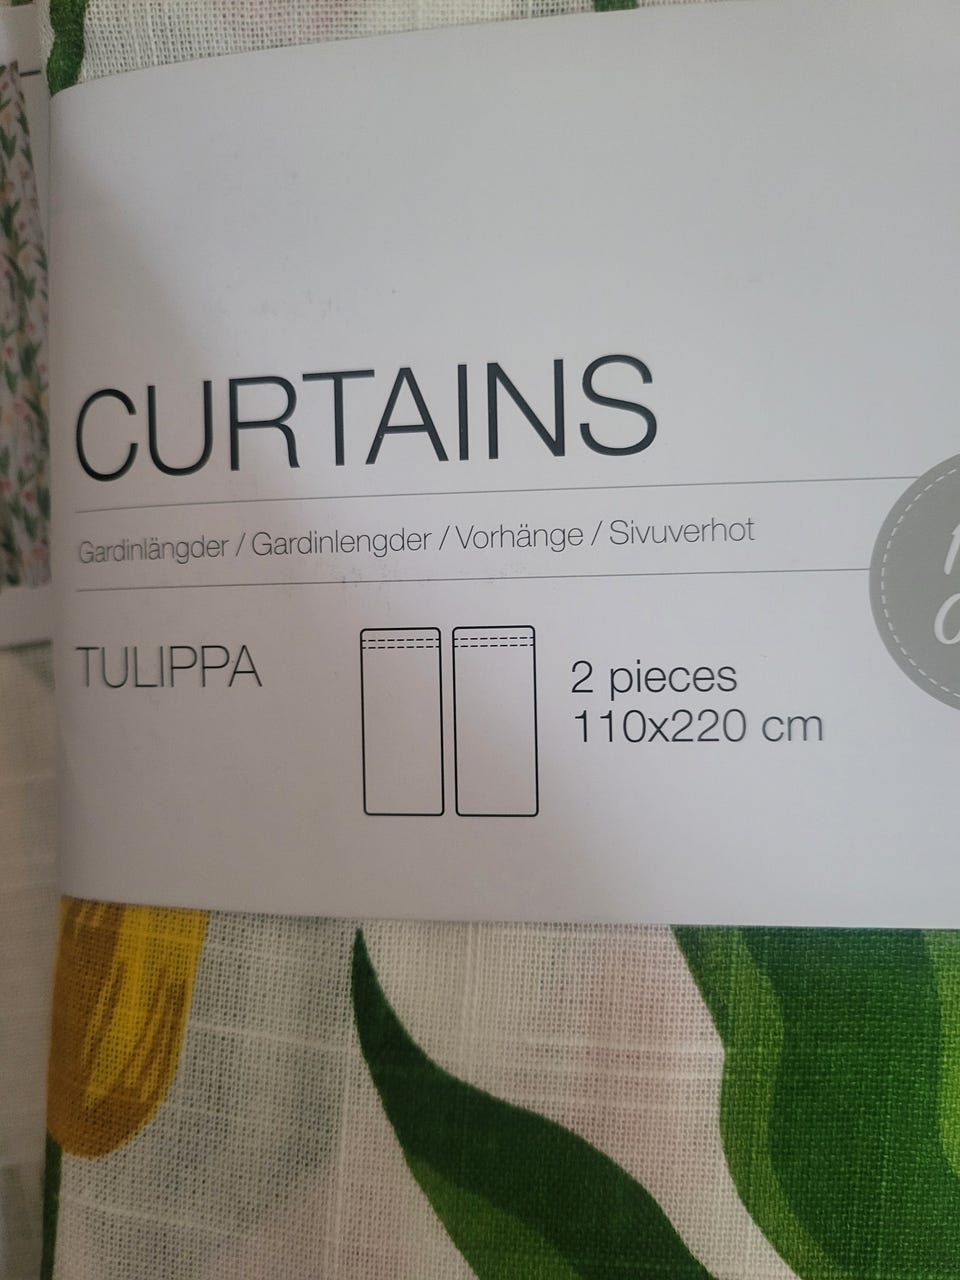 CURTAINS
Gardinlängder / Gardinlengder / Vorhänge / Sivuverhot
TULIPPA
2 pieces
110x220 cm